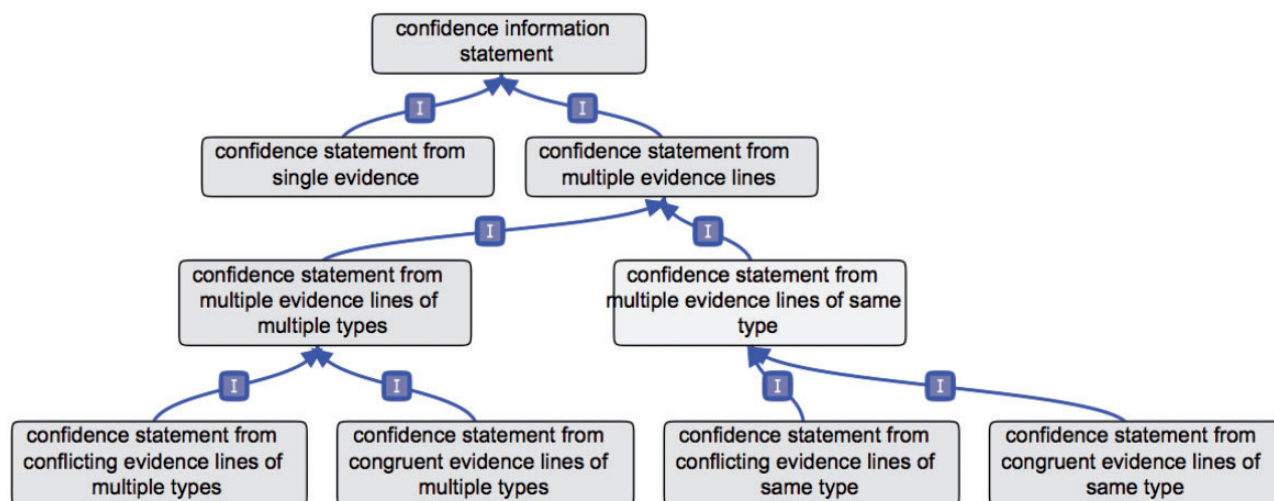 confidence information
statement
I
I
confidence statement from
single evidence
confidence statement from
multiple evidence lines
I
I
confidence statement from
multiple evidence lines of
multiple types
confidence statement from
multiple evidence lines of same
type
I
I
I
I
confidence statement from
conflicting evidence lines of
multiple types
confidence statement from
congruent evidence lines of
multiple types
confidence statement from
conflicting evidence lines of
same type
confidence statement from
congruent evidence lines of
same type